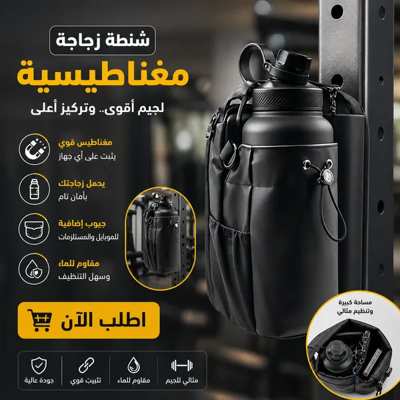 شنطة زجاجة
مغناطيسية
لجيم أقوى.. وتركيز أعلى
مغناطيس قوي
يثبت على أي جهاز
يحمل زجاجتك
بأمان تام
جيوب إضافية
للموبايل والمستلزمات
مقاوم للماء
وسهل التنظيف
اطلب الآن
مساحة كبيرة
وتنظيم مثالي
مثالي للجيم
مقاوم للماء
تثبيت قوي
جودة عالية